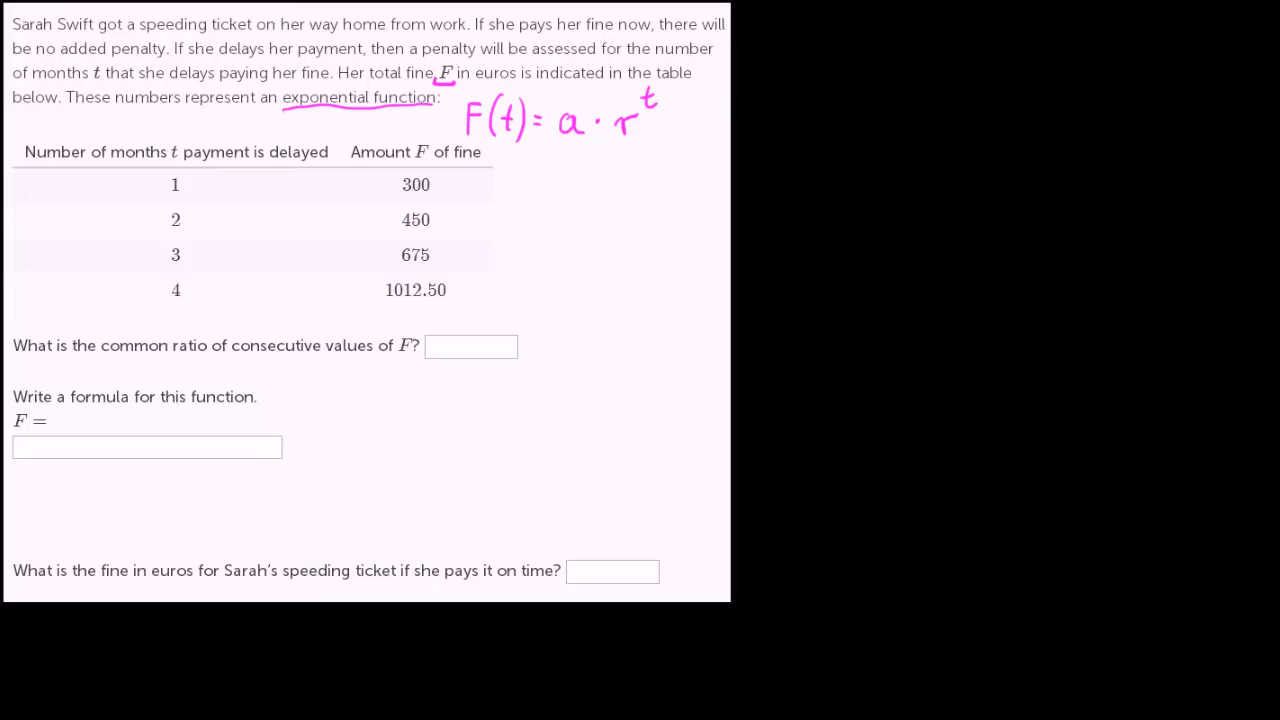 Sarah Swift got a speeding ticket on her way home from work. If she pays her fine now, there will
be no added penalty. If she delays her payment, then a penalty will be assessed for the number
of months t that she delays paying her fine. Her total fine F in euros is indicated in the table
below. These numbers represent an exponential function:
F(t) = a · r^t
Number of months t payment is delayed Amount F of fine
1 300
2 450
3 675
4 1012.50
What is the common ratio of consecutive values of F?
Write a formula for this function.
F =
What is the fine in euros for Sarah's speeding ticket if she pays it on time?